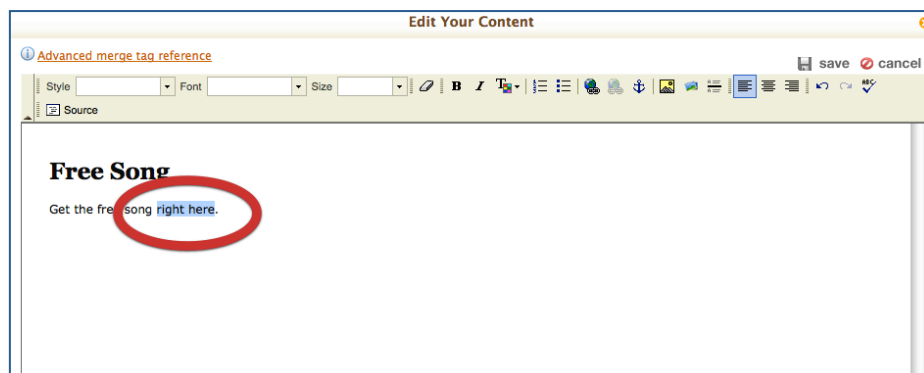 Edit Your Content
Advanced merge tag reference
save cancel
Style Font Size B I T ABC
Source
Free Song
Get the free song right here.